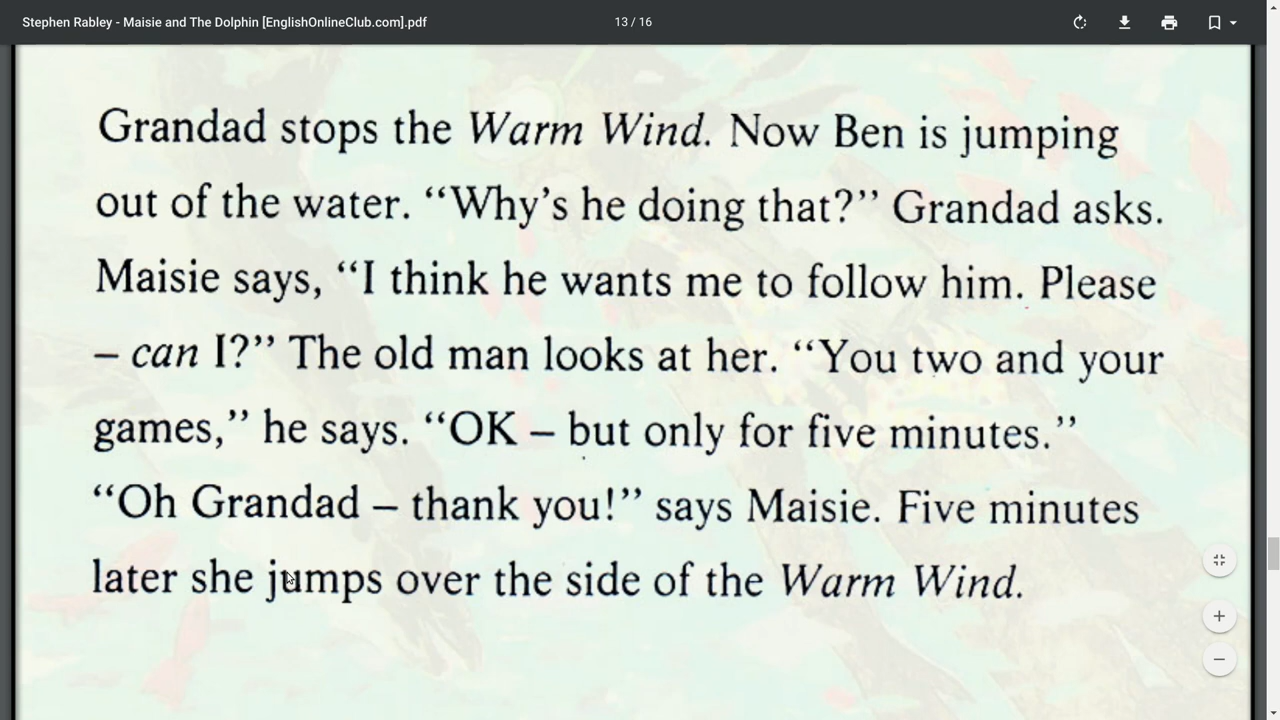 Stephen Rabley - Maisie and The Dolphin [EnglishOnlineClub.com].pdf
13 / 16
Grandad stops the Warm Wind. Now Ben is jumping
out of the water. “Why’s he doing that?” Grandad asks.
Maisie says, “I think he wants me to follow him. Please
– can I?” The old man looks at her. “You two and your
games,” he says. “OK – but only for five minutes.”
“Oh Grandad – thank you!” says Maisie. Five minutes
later she jumps over the side of the Warm Wind.